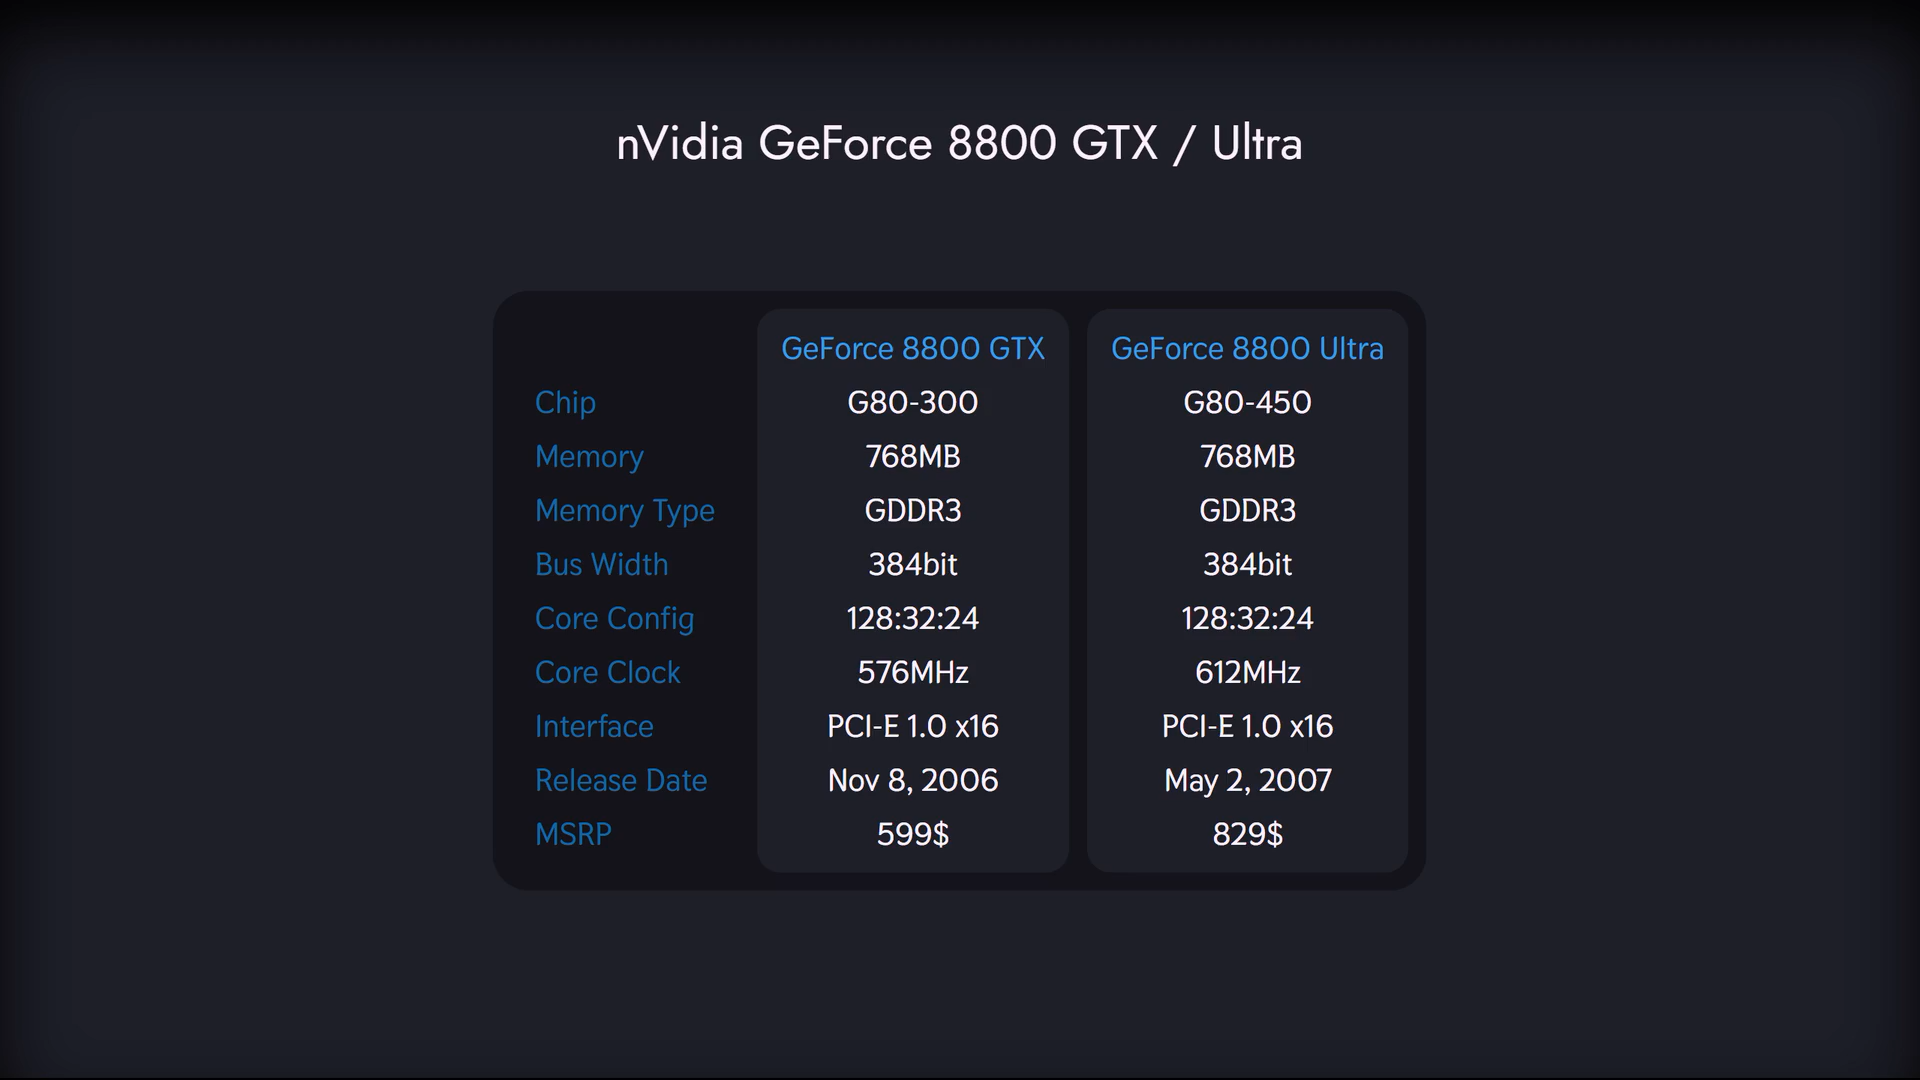 nVidia GeForce 8800 GTX / Ultra
GeForce 8800 GTX GeForce 8800 Ultra
Chip G80-300 G80-450
Memory 768MB 768MB
Memory Type GDDR3 GDDR3
Bus Width 384bit 384bit
Core Config 128:32:24 128:32:24
Core Clock 576MHz 612MHz
Interface PCI-E 1.0 x16 PCI-E 1.0 x16
Release Date Nov 8, 2006 May 2, 2007
MSRP 599$ 829$